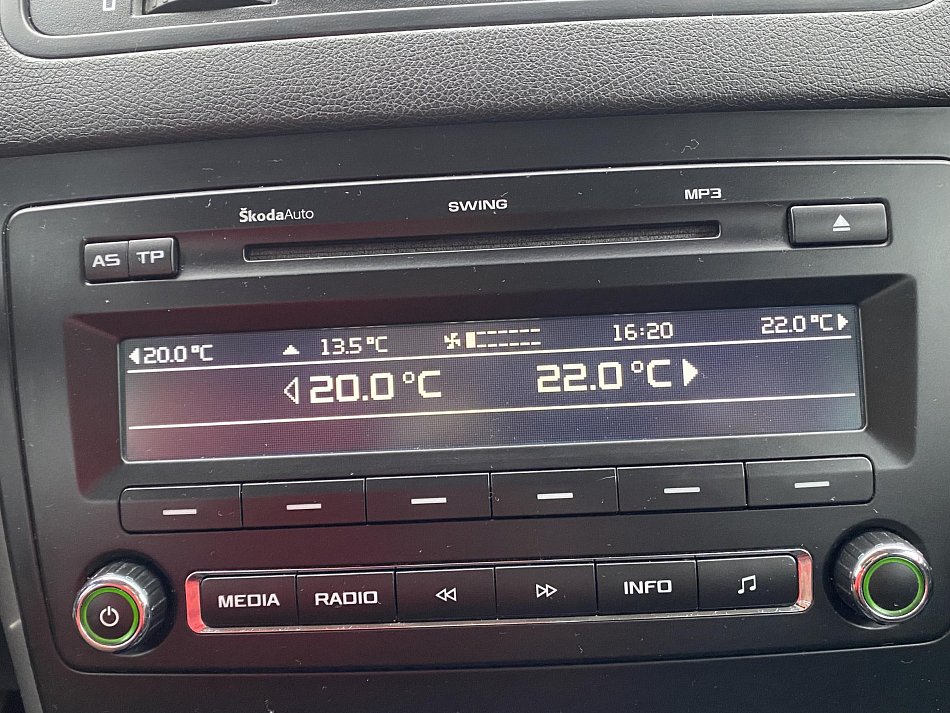 ŠkodaAuto SWING MP3
AS TP
20.0 °C 13.5 °C 16:20 22.0 °C
20.0 °C 22.0 °C
MEDIA RADIO INFO